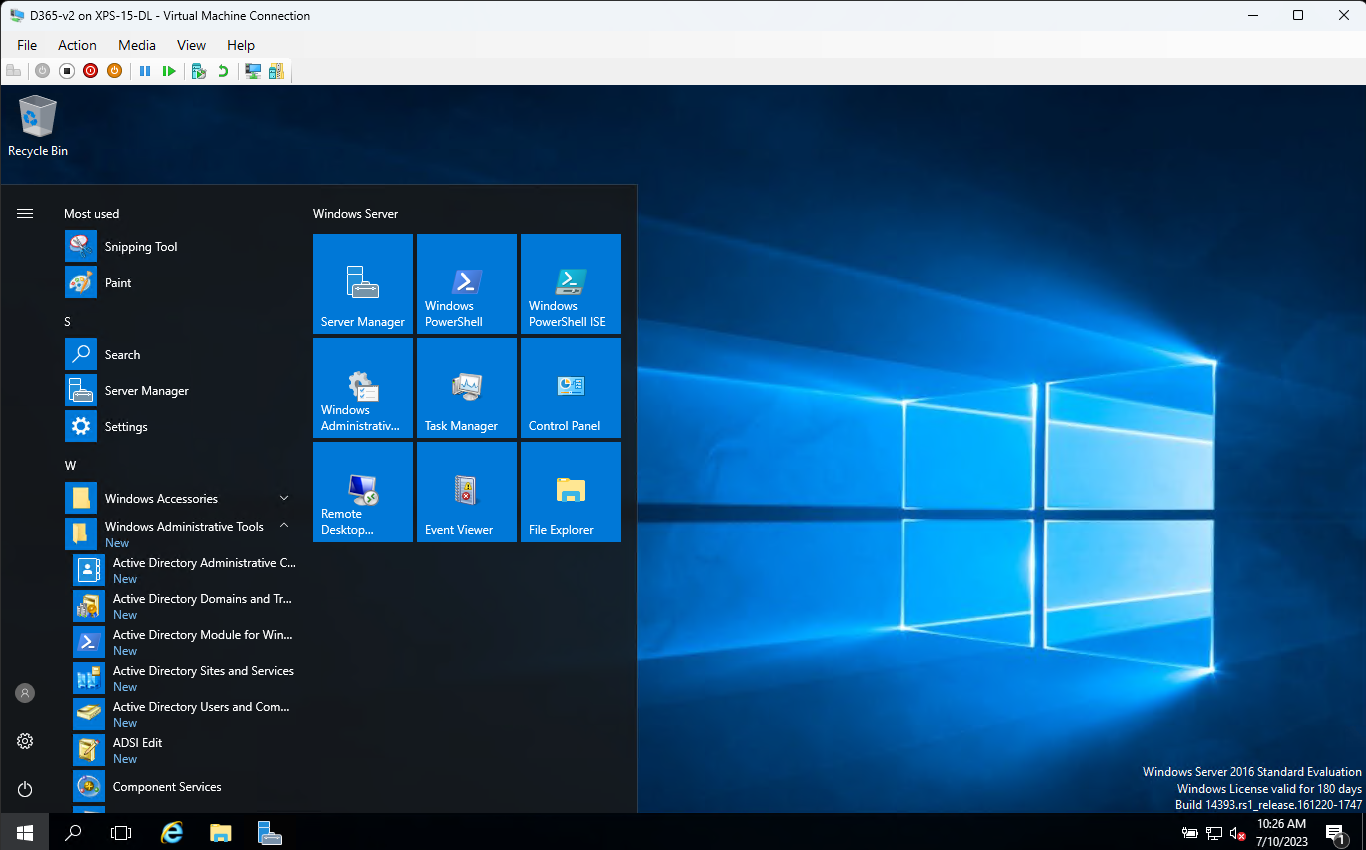 D365-v2 on XPS-15-DL - Virtual Machine Connection
File Action Media View Help
Recycle Bin
Most used
Snipping Tool
Paint
S
Search
Server Manager
Settings
W
Windows Accessories
Windows Administrative Tools
New
Active Directory Administrative C...
New
Active Directory Domains and Tr...
New
Active Directory Module for Win...
New
Active Directory Sites and Services
New
Active Directory Users and Com...
New
ADSI Edit
New
Component Services
Windows Server
Server Manager
Windows
PowerShell
Windows
PowerShell ISE
Windows
Administrativ...
Task Manager
Control Panel
Remote
Desktop...
Event Viewer
File Explorer
Windows Server 2016 Standard Evaluation
Windows License valid for 180 days
Build 14393.rs1_release.161220-1747
10:26 AM
7/10/2023
1